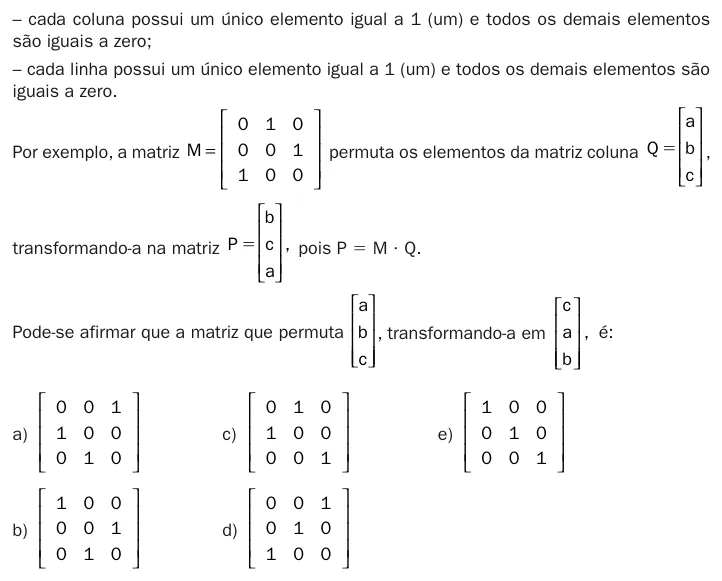 – cada coluna possui um único elemento igual a 1 (um) e todos os demais elementos
são iguais a zero;
– cada linha possui um único elemento igual a 1 (um) e todos os demais elementos são
iguais a zero.
Por exemplo, a matriz M = [ 0 1 0
0 0 1
1 0 0 ] permuta os elementos da matriz coluna Q = [ a
b
c ] ,
transformando-a na matriz P = [ b
c
a ] , pois P = M · Q.
Pode-se afirmar que a matriz que permuta [ a
b
c ] , transformando-a em [ c
a
b ] , é:
a) [ 0 0 1
1 0 0
0 1 0 ]
c) [ 0 1 0
1 0 0
0 0 1 ]
e) [ 1 0 0
0 1 0
0 0 1 ]
b) [ 1 0 0
0 0 1
0 1 0 ]
d) [ 0 0 1
0 1 0
1 0 0 ]